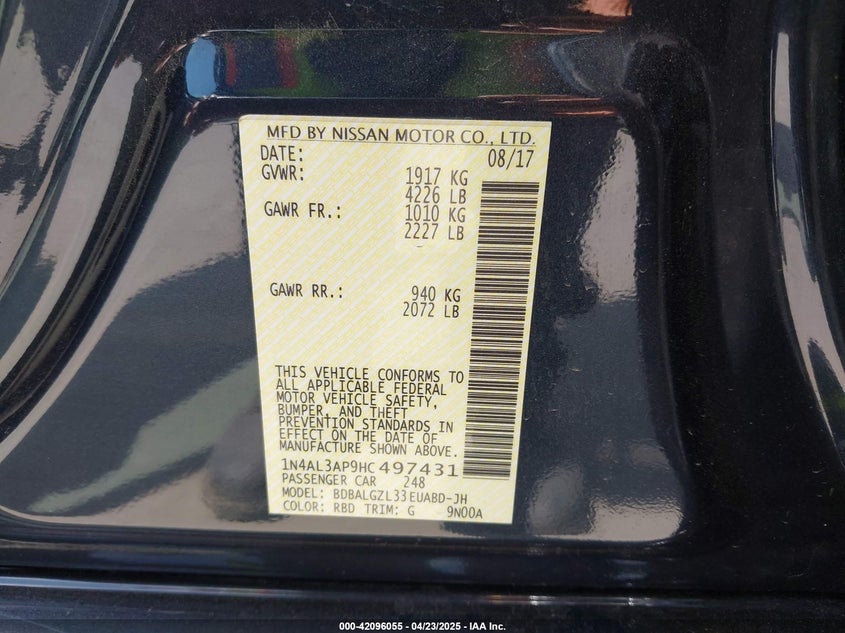 MFD BY NISSAN MOTOR CO., LTD.
DATE: 08/17
GVWR: 1917 KG
4226 LB
GAWR FR.: 1010 KG
2227 LB
GAWR RR.: 940 KG
2072 LB
THIS VEHICLE CONFORMS TO
ALL APPLICABLE FEDERAL
MOTOR VEHICLE SAFETY,
BUMPER, AND THEFT
PREVENTION STANDARDS IN
EFFECT ON THE DATE OF
MANUFACTURE SHOWN ABOVE.
1N4AL3AP9HC497431
PASSENGER CAR 248
MODEL: BDBALGZL33EUABD-JH
COLOR: RBD TRIM: G 9N00A
000-42096055 - 04/23/2025 - IAA Inc.